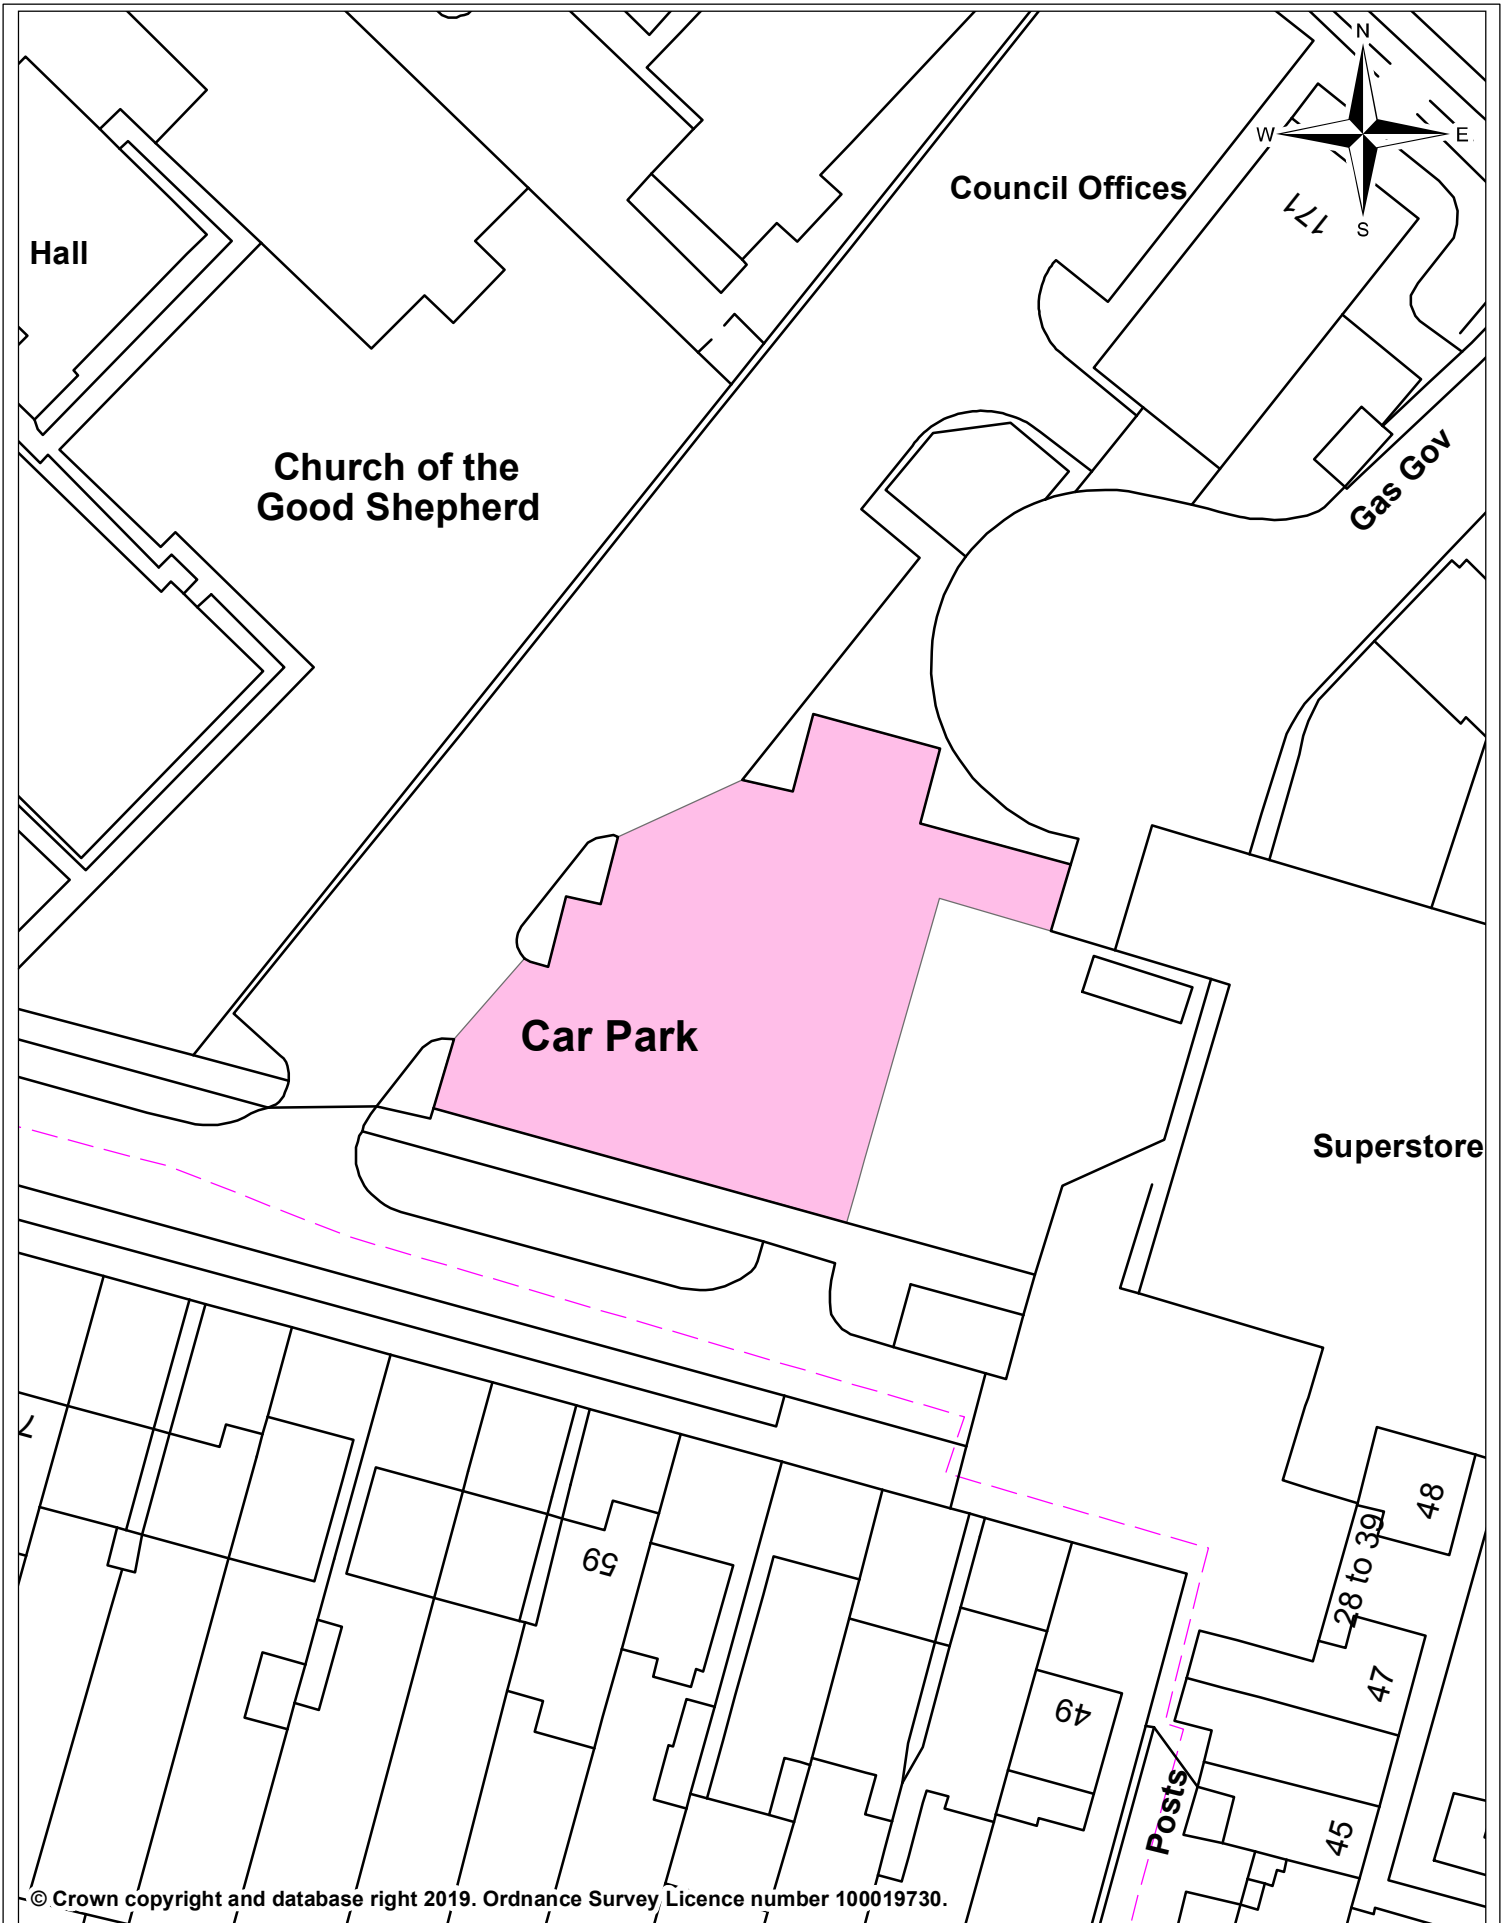 N
W E
S
Council Offices
171
Hall
Church of the
Good Shepherd
Gas Gov
Car Park
Superstore
7
59
48
28 to 39
47
49
Posts
45
© Crown copyright and database right 2019. Ordnance Survey Licence number 100019730.